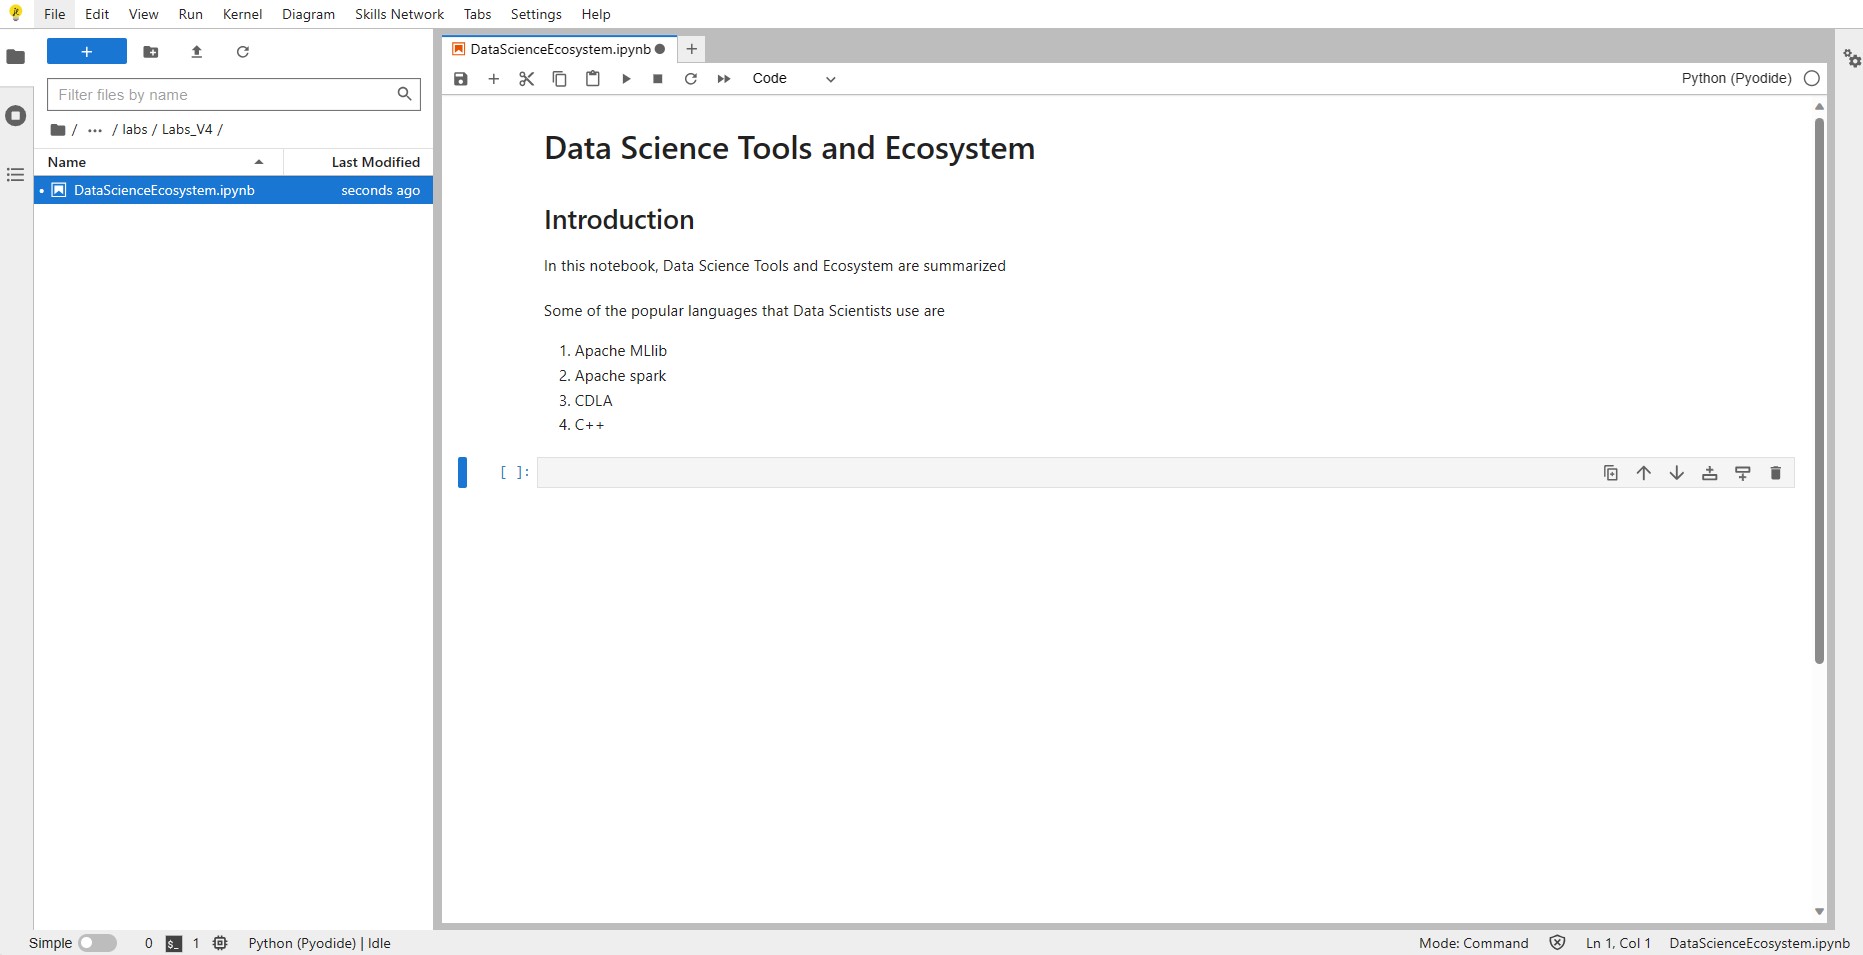 File Edit View Run Kernel Diagram Skills Network Tabs Settings Help
+
Filter files by name
/ ... / labs / Labs_V4 /
Name Last Modified
• DataScienceEcosystem.ipynb seconds ago
DataScienceEcosystem.ipynb
+
Code
Python (Pyodide)
Data Science Tools and Ecosystem
Introduction
In this notebook, Data Science Tools and Ecosystem are summarized
Some of the popular languages that Data Scientists use are
1. Apache MLlib
2. Apache spark
3. CDLA
4. C++
[ ]:
Simple 0 $_ 1 Python (Pyodide) | Idle
Mode: Command Ln 1, Col 1 DataScienceEcosystem.ipynb